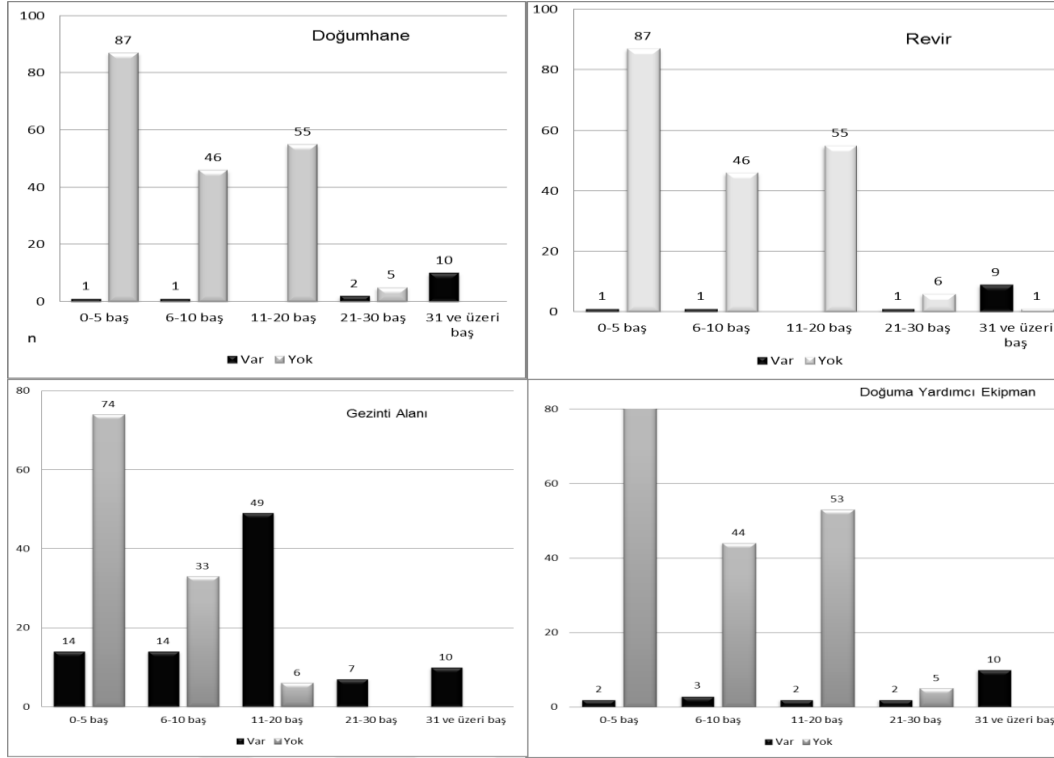 Doğumhane
100
80
60
40
20
0
1
87
1
46
55
2
5
10
0-5 baş
6-10 baş
11-20 baş
21-30 baş
31 ve üzeri
baş
n
Var
Yok
Revir
100
80
60
40
20
0
1
87
1
46
55
1
6
9
1
0-5 baş
6-10 baş
11-20 baş
21-30 baş
31 ve üzeri
baş
Var
Yok
Gezinti Alanı
80
60
40
20
0
14
74
14
33
49
6
7
10
0-5 baş
6-10 baş
11-20 baş
21-30 baş
31 ve üzeri baş
Var
Yok
Doğuma Yardımcı Ekipman
80
60
40
20
0
2
3
44
2
53
2
5
10
0-5 baş
6-10 baş
11-20 baş
21-30 baş
31 ve üzeri baş
Var
Yok